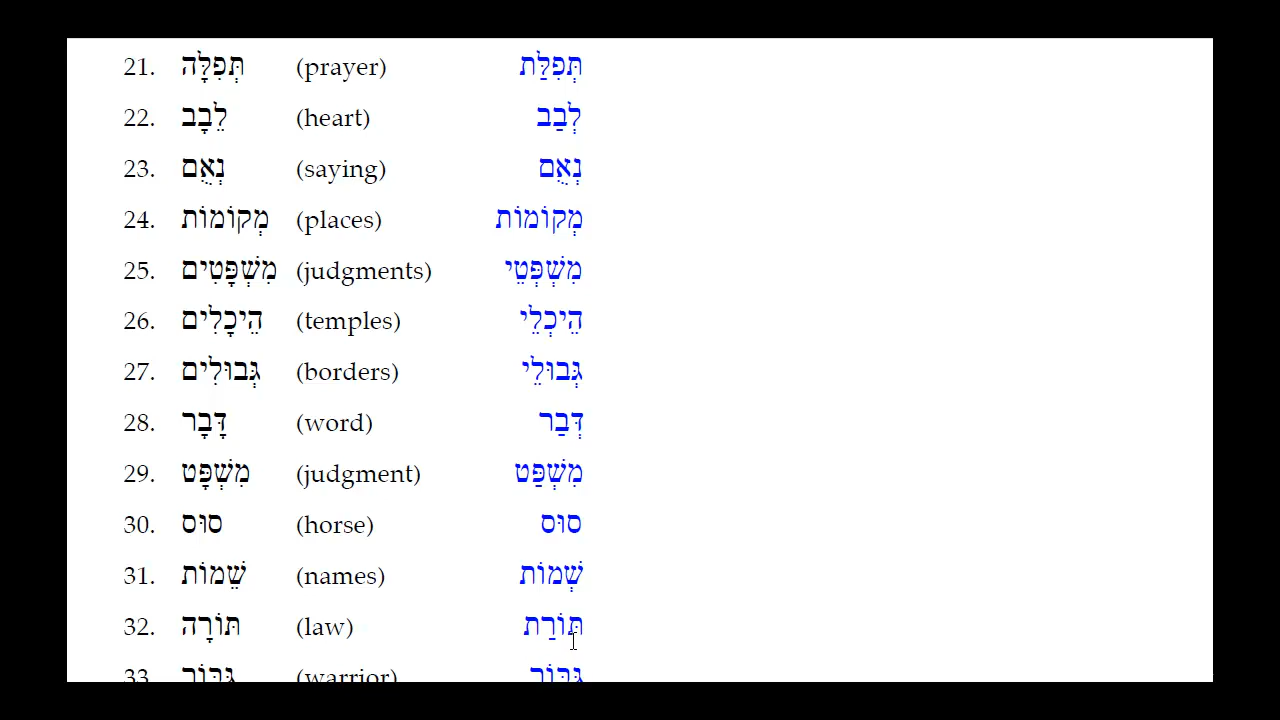 21. תְּפִלָּה (prayer) תְּפִלַּת
22. לֵבָב (heart) לְבַב
23. נְאֻם (saying) נְאֻם
24. מְקוֹמוֹת (places) מְקוֹמוֹת
25. מִשְׁפָּטִים (judgments) מִשְׁפְּטֵי
26. הֵיכָלִים (temples) הֵיכְלֵי
27. גְּבוּלִים (borders) גְּבוּלֵי
28. דָּבָר (word) דְּבַר
29. מִשְׁפָּט (judgment) מִשְׁפַּט
30. סוּס (horse) סוּס
31. שֵׁמוֹת (names) שְׁמוֹת
32. תּוֹרָה (law) תּוֹרַת
33. גִּבּוֹר (warrior) גִּבּוֹר